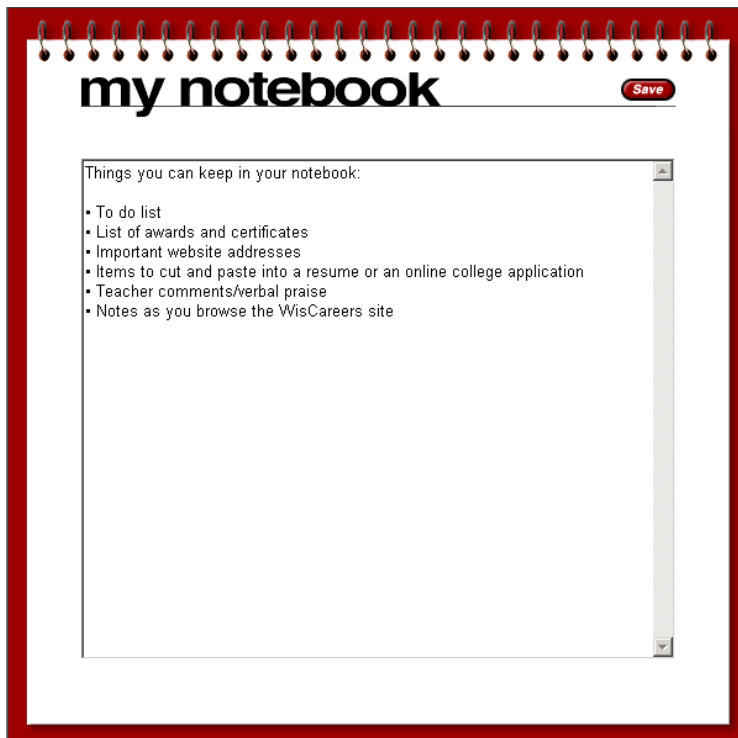 my notebook
Save
Things you can keep in your notebook:
▪ To do list
▪ List of awards and certificates
▪ Important website addresses
▪ Items to cut and paste into a resume or an online college application
▪ Teacher comments/verbal praise
▪ Notes as you browse the WisCareers site